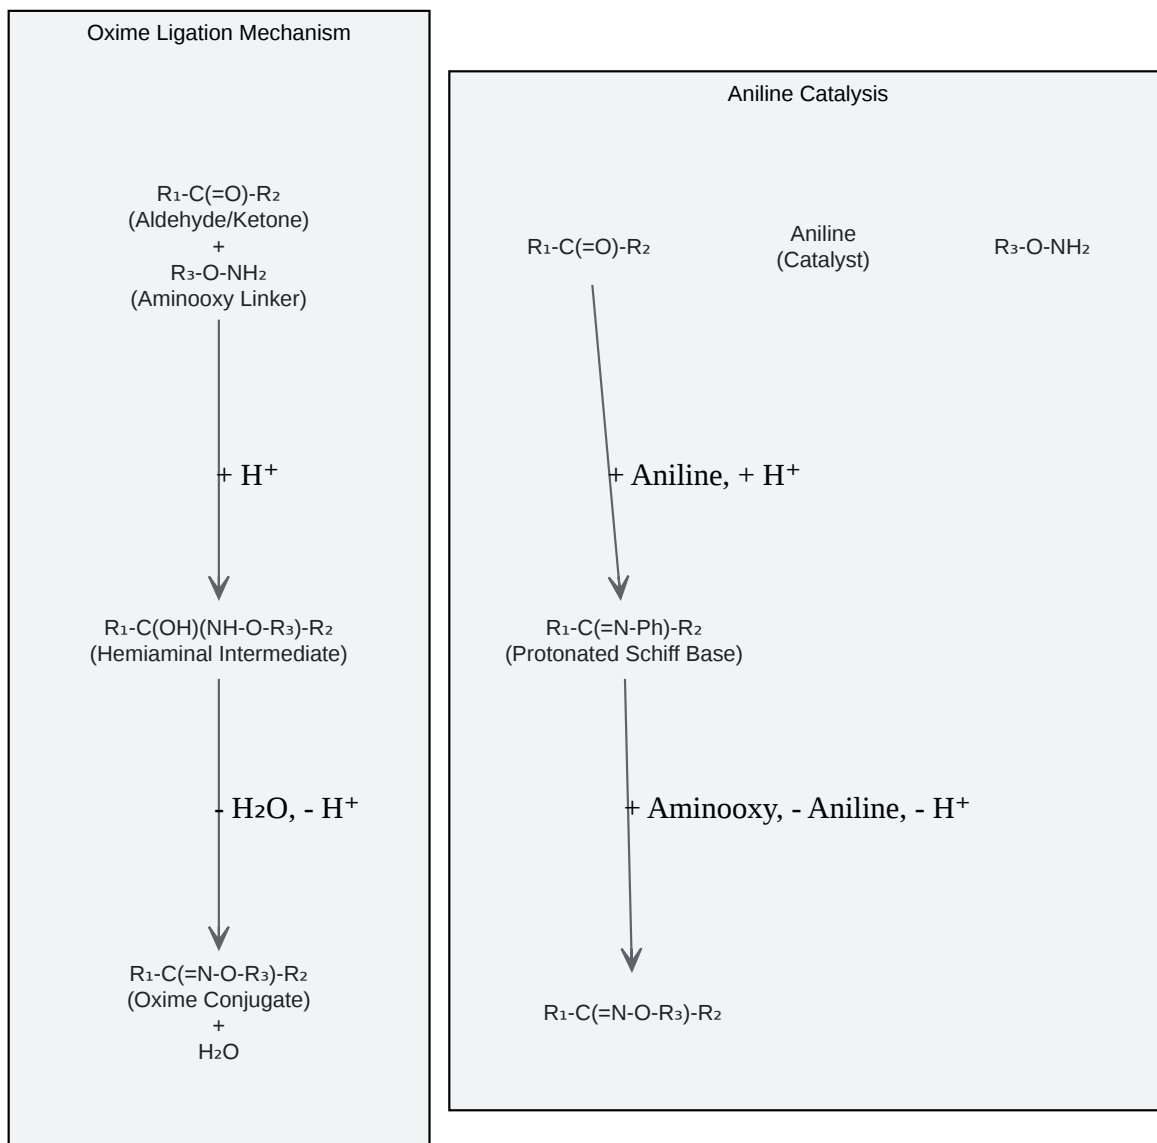 Oxime Ligation Mechanism
R₁-C(=O)-R₂
(Aldehyde/Ketone)
+
R₃-O-NH₂
(Aminooxy Linker)
+ H⁺
R₁-C(OH)(NH-O-R₃)-R₂
(Hemiaminal Intermediate)
- H₂O, - H⁺
R₁-C(=N-O-R₃)-R₂
(Oxime Conjugate)
+
H₂O
Aniline Catalysis
R₁-C(=O)-R₂
Aniline
(Catalyst)
R₃-O-NH₂
+ Aniline, + H⁺
R₁-C(=N-Ph)-R₂
(Protonated Schiff Base)
+ Aminooxy, - Aniline, - H⁺
R₁-C(=N-O-R₃)-R₂